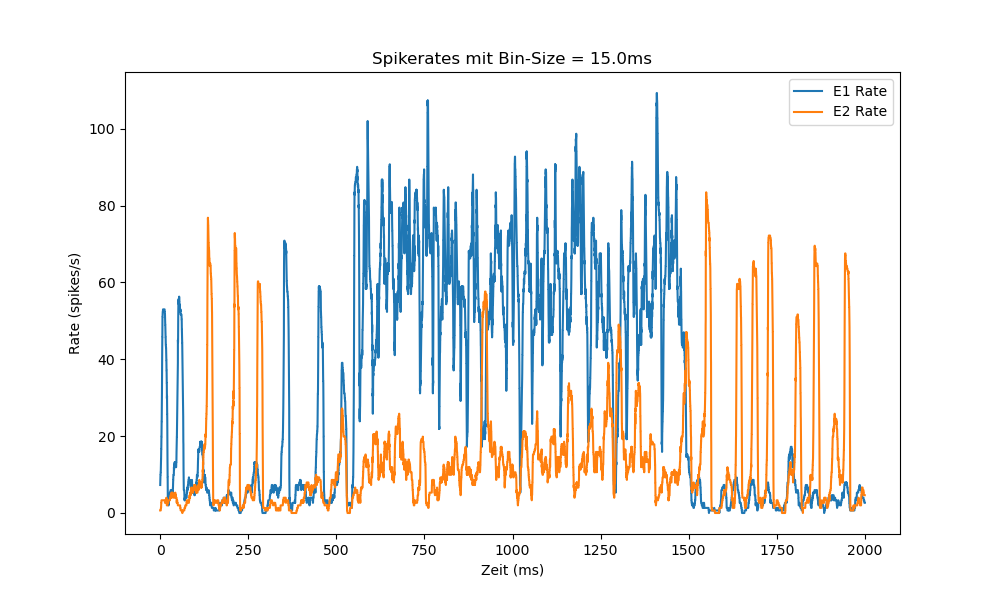 Spikerates mit Bin-Size = 15.0ms
E1 Rate
E2 Rate
Rate (spikes/s)
100
80
60
40
20
0
0 250 500 750 1000 1250 1500 1750 2000
Zeit (ms)